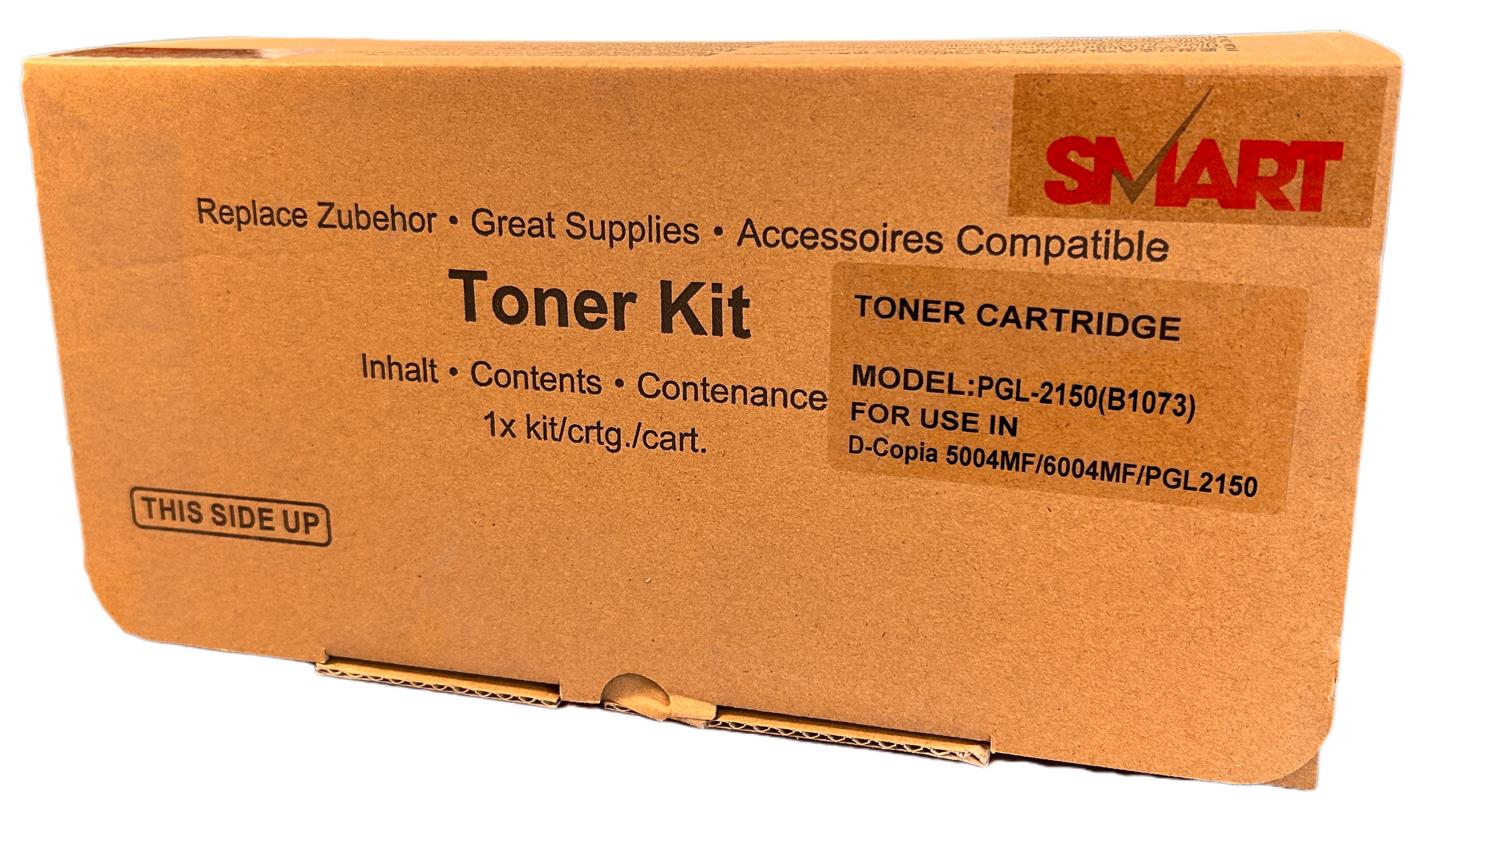 SMART
Replace Zubehor • Great Supplies • Accessoires Compatible
Toner Kit
Inhalt • Contents • Contenance
1x kit/crtg./cart.
TONER CARTRIDGE
MODEL:PGL-2150(B1073)
FOR USE IN
D-Copia 5004MF/6004MF/PGL2150
THIS SIDE UP